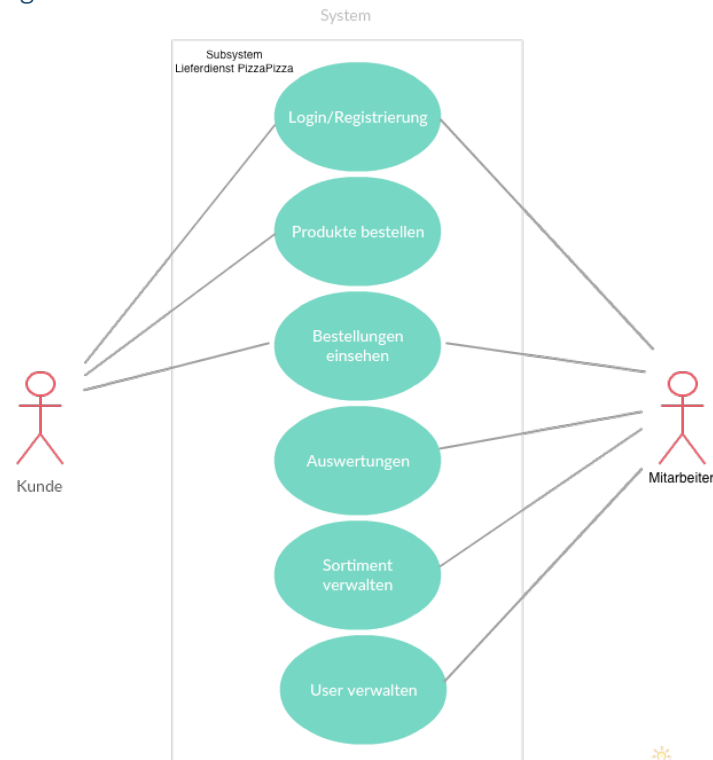 System
Subsystem
Lieferdienst PizzaPizza
Login/Registrierung
Produkte bestellen
Bestellungen
einsehen
Auswertungen
Sortiment
verwalten
User verwalten
Kunde
Mitarbeiter